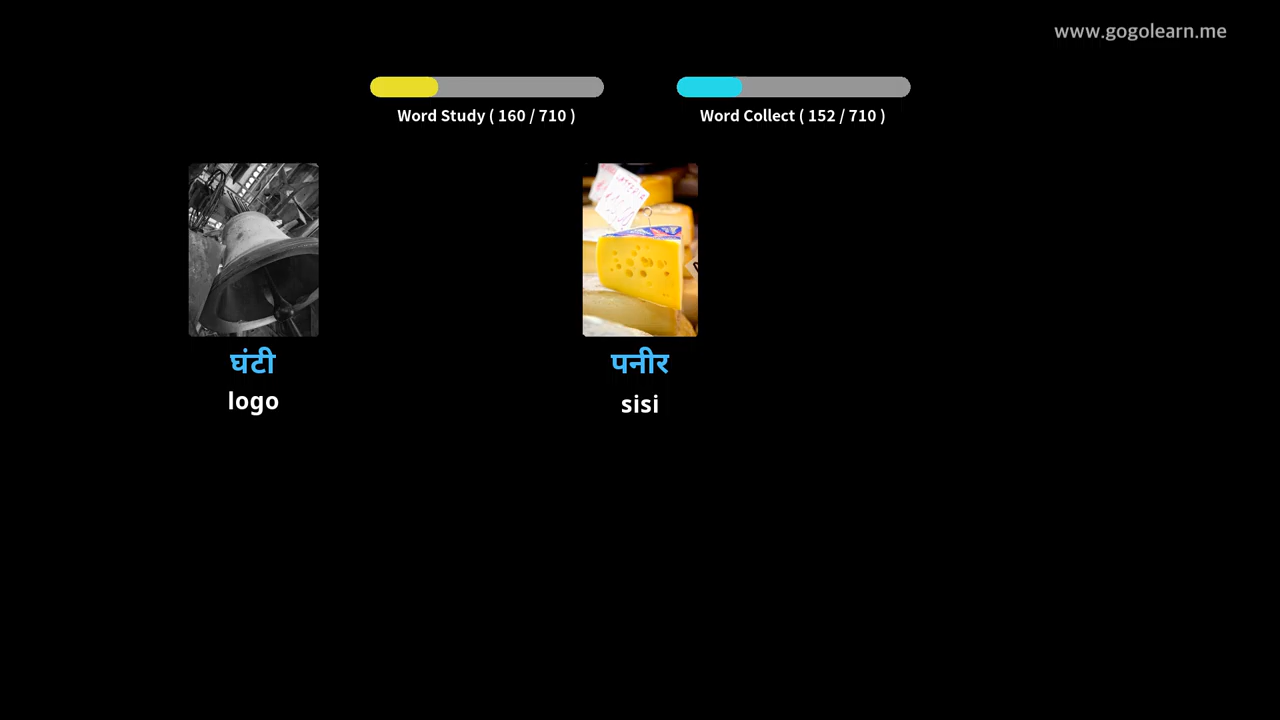 www.gogolearn.me
Word Study ( 160 / 710 )
Word Collect ( 152 / 710 )
घंटी
logo
पनीर
sisi